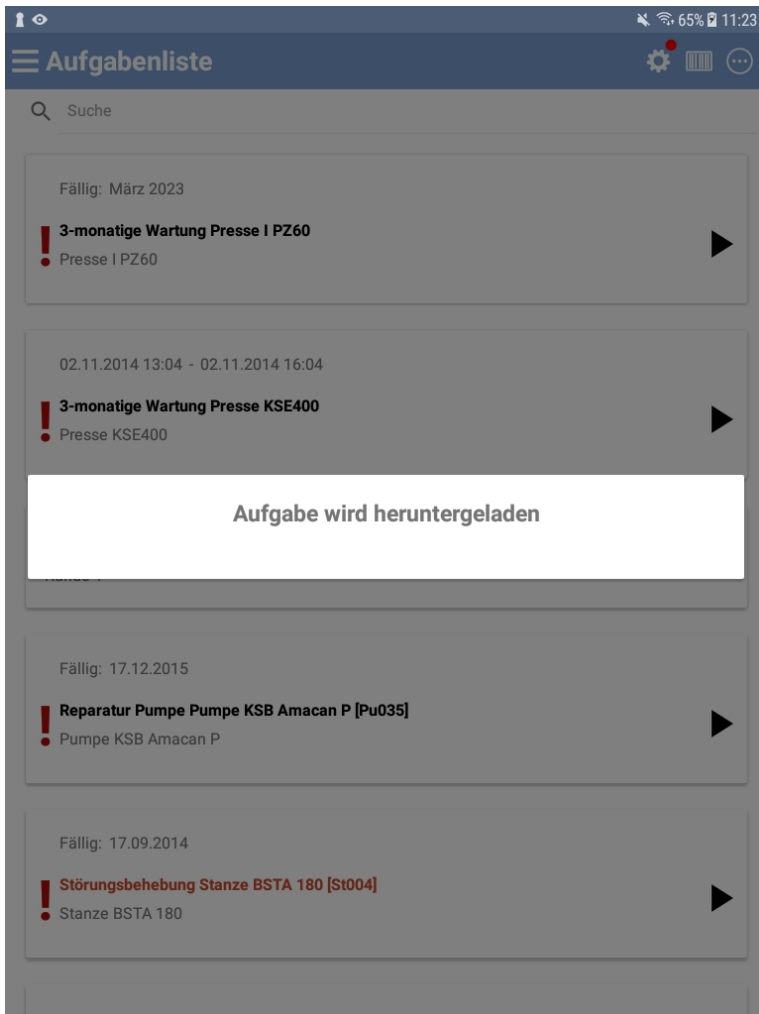 65% 11:23
Aufgabenliste
Suche
Fällig: März 2023
3-monatige Wartung Presse I PZ60
Presse I PZ60
02.11.2014 13:04 - 02.11.2014 16:04
3-monatige Wartung Presse KSE400
Presse KSE400
Aufgabe wird heruntergeladen
Fällig: 17.12.2015
Reparatur Pumpe Pumpe KSB Amacan P [Pu035]
Pumpe KSB Amacan P
Fällig: 17.09.2014
Störungsbehebung Stanze BSTA 180 [St004]
Stanze BSTA 180